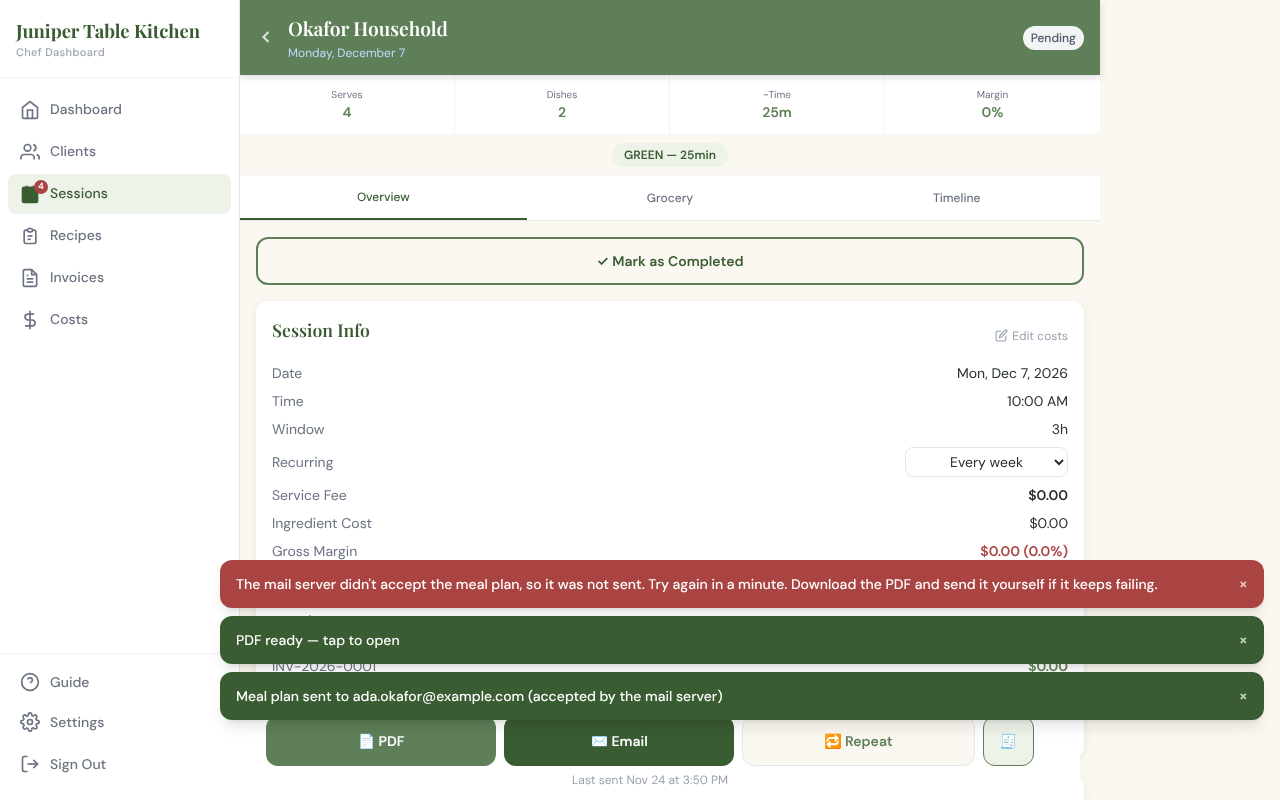 Juniper Table Kitchen
Chef Dashboard
Dashboard
Clients
4
Sessions
Recipes
Invoices
Costs
Guide
Settings
Sign Out
Okafor Household
Monday, December 7
Pending
Serves
4
Dishes
2
~Time
25m
Margin
0%
GREEN — 25min
Overview
Grocery
Timeline
✓ Mark as Completed
Session Info
Edit costs
Date
Mon, Dec 7, 2026
Time
10:00 AM
Window
3h
Recurring
Every week
Service Fee
$0.00
Ingredient Cost
$0.00
Gross Margin
$0.00 (0.0%)
The mail server didn't accept the meal plan, so it was not sent. Try again in a minute. Download the PDF and send it yourself if it keeps failing.
×
PDF ready — tap to open
×
INV-2026-0001
$0.00
Meal plan sent to ada.okafor@example.com (accepted by the mail server)
×
PDF
Email
Repeat
Last sent Nov 24 at 3:50 PM